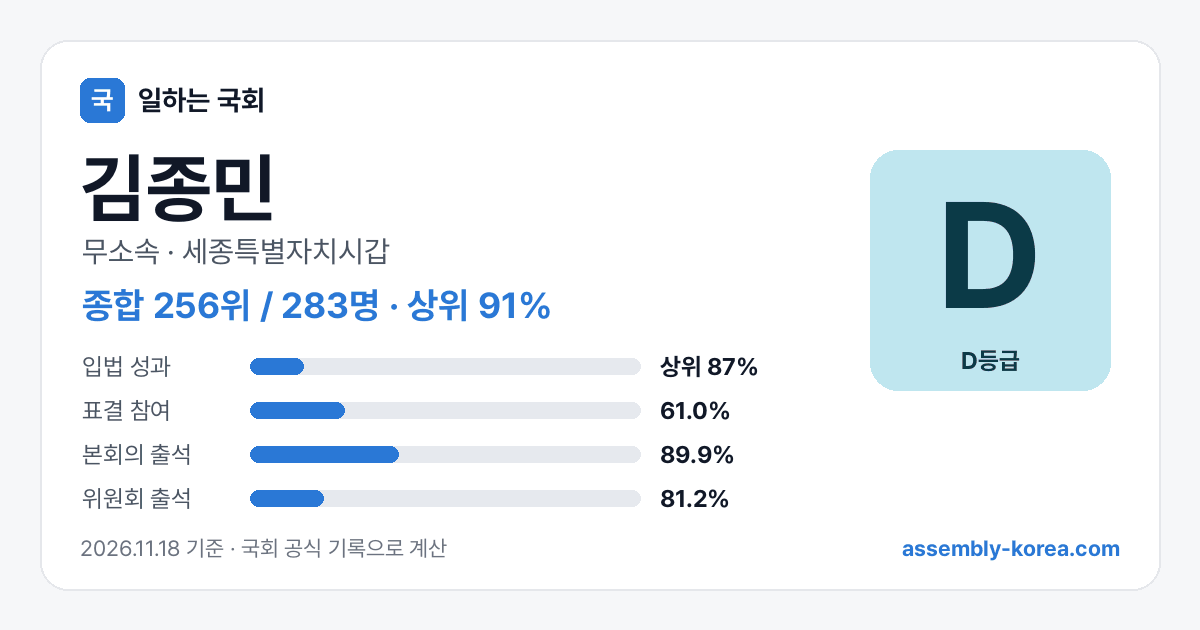 국 일하는 국회
김종민
무소속 · 세종특별자치시갑
종합 256위 / 283명 · 상위 91%
입법 성과 상위 87%
표결 참여 61.0%
본회의 출석 89.9%
위원회 출석 81.2%
D
D등급
2026.11.18 기준 · 국회 공식 기록으로 계산
assembly-korea.com